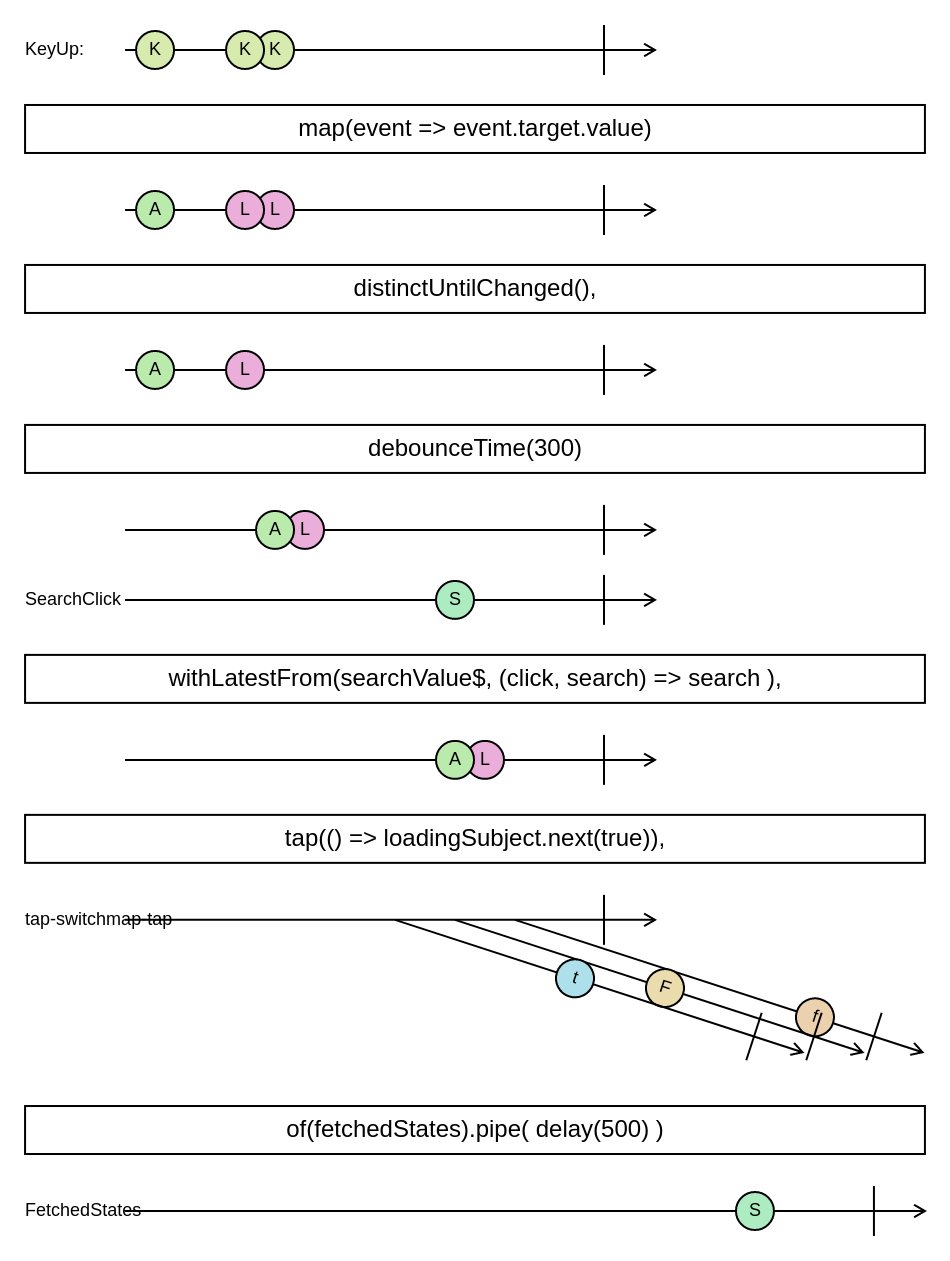 KeyUp: K K K
map(event => event.target.value)
A L L
distinctUntilChanged(),
A L
debounceTime(300)
A L
SearchClick S
withLatestFrom(searchValue$, (click, search) => search ),
A L
tap(() => loadingSubject.next(true)),
tap-switchmap-tap
t F f
of(fetchedStates).pipe( delay(500) )
FetchedStates S